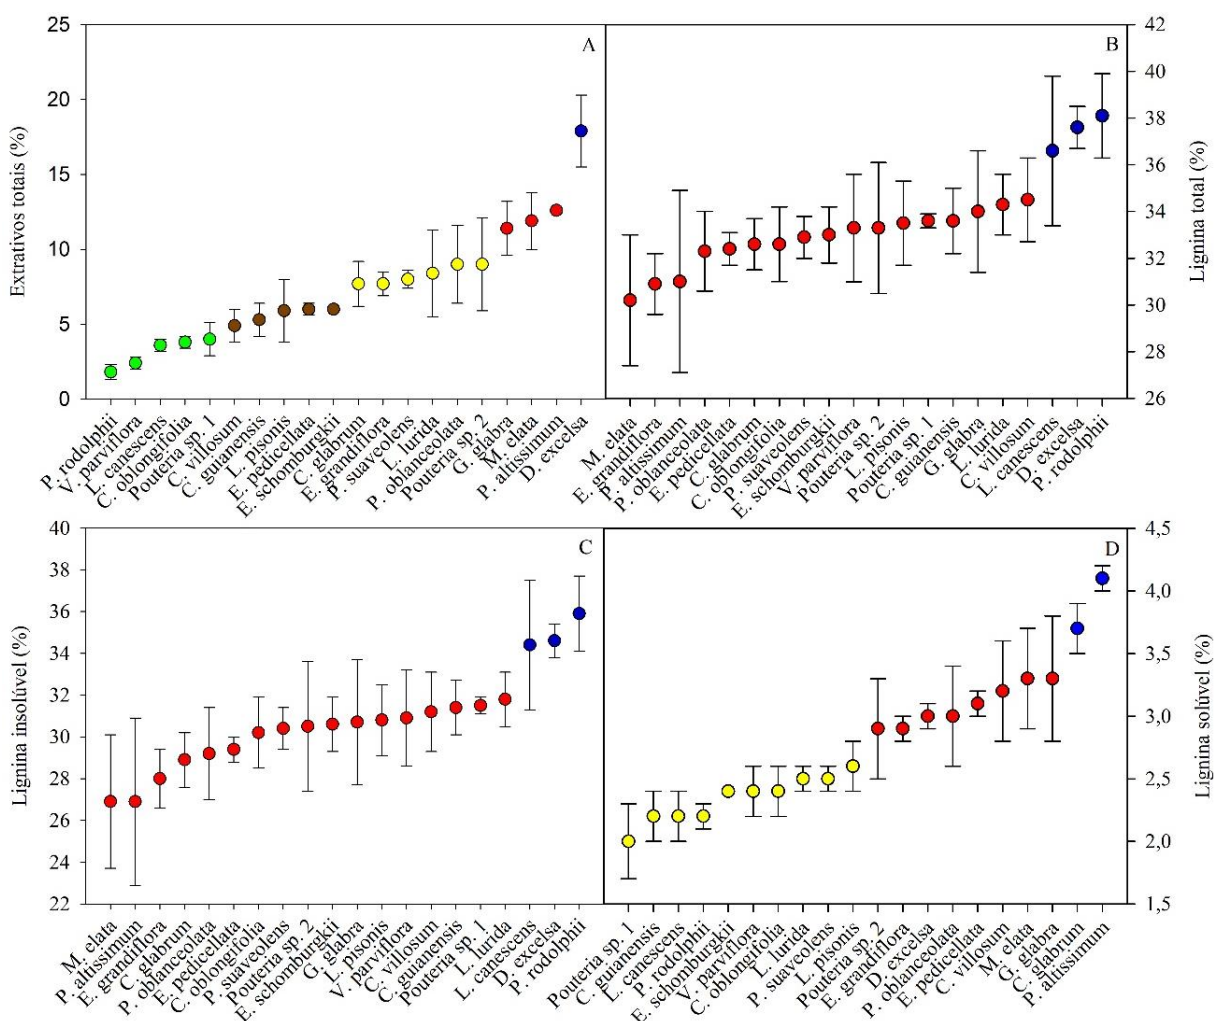 Extrativos totais (%)
25
20
15
10
5
0
A
P. rodolphii
V. parviflora
L. canescens
C. oblongifolia
Pouteria sp. 1
C. villosum
C. guianensis
L. pisonis
E. pedicellata
E. schomburgkii
C. glabrum
E. grandiflora
P. suaveolens
L. lurida
P. oblanceolata
Pouteria sp. 2
G. glabra
M. elata
P. altissimum
D. excelsa
B
42
40
38
36
34
32
30
28
26
Lignina total (%)
M. elata
E. grandiflora
P. altissimum
P. oblanceolata
E. pedicellata
C. glabrum
C. oblongifolia
P. suaveolens
E. schomburgkii
V. parviflora
Pouteria sp. 2
L. pisonis
Pouteria sp. 1
C. guianensis
G. glabra
L. lurida
C. villosum
L. canescens
D. excelsa
P. rodolphii
Lignina insolúvel (%)
40
38
36
34
32
30
28
26
24
22
C
M. elata
P. altissimum
E. grandiflora
C. glabrum
P. oblanceolata
E. pedicellata
C. oblongifolia
P. suaveolens
Pouteria sp. 2
E. schomburgkii
G. glabra
L. pisonis
V. parviflora
C. villosum
C. guianensis
Pouteria sp. 1
L. lurida
L. canescens
D. excelsa
P. rodolphii
D
4,5
4,0
3,5
3,0
2,5
2,0
1,5
Lignina solúvel (%)
Pouteria sp. 1
C. guianensis
L. canescens
P. rodolphii
E. schomburgkii
V. parviflora
C. oblongifolia
L. lurida
P. suaveolens
L. pisonis
Pouteria sp. 2
E. grandiflora
D. excelsa
P. oblanceolata
E. pedicellata
C. villosum
M. elata
G. glabra
C. glabrum
P. altissimum